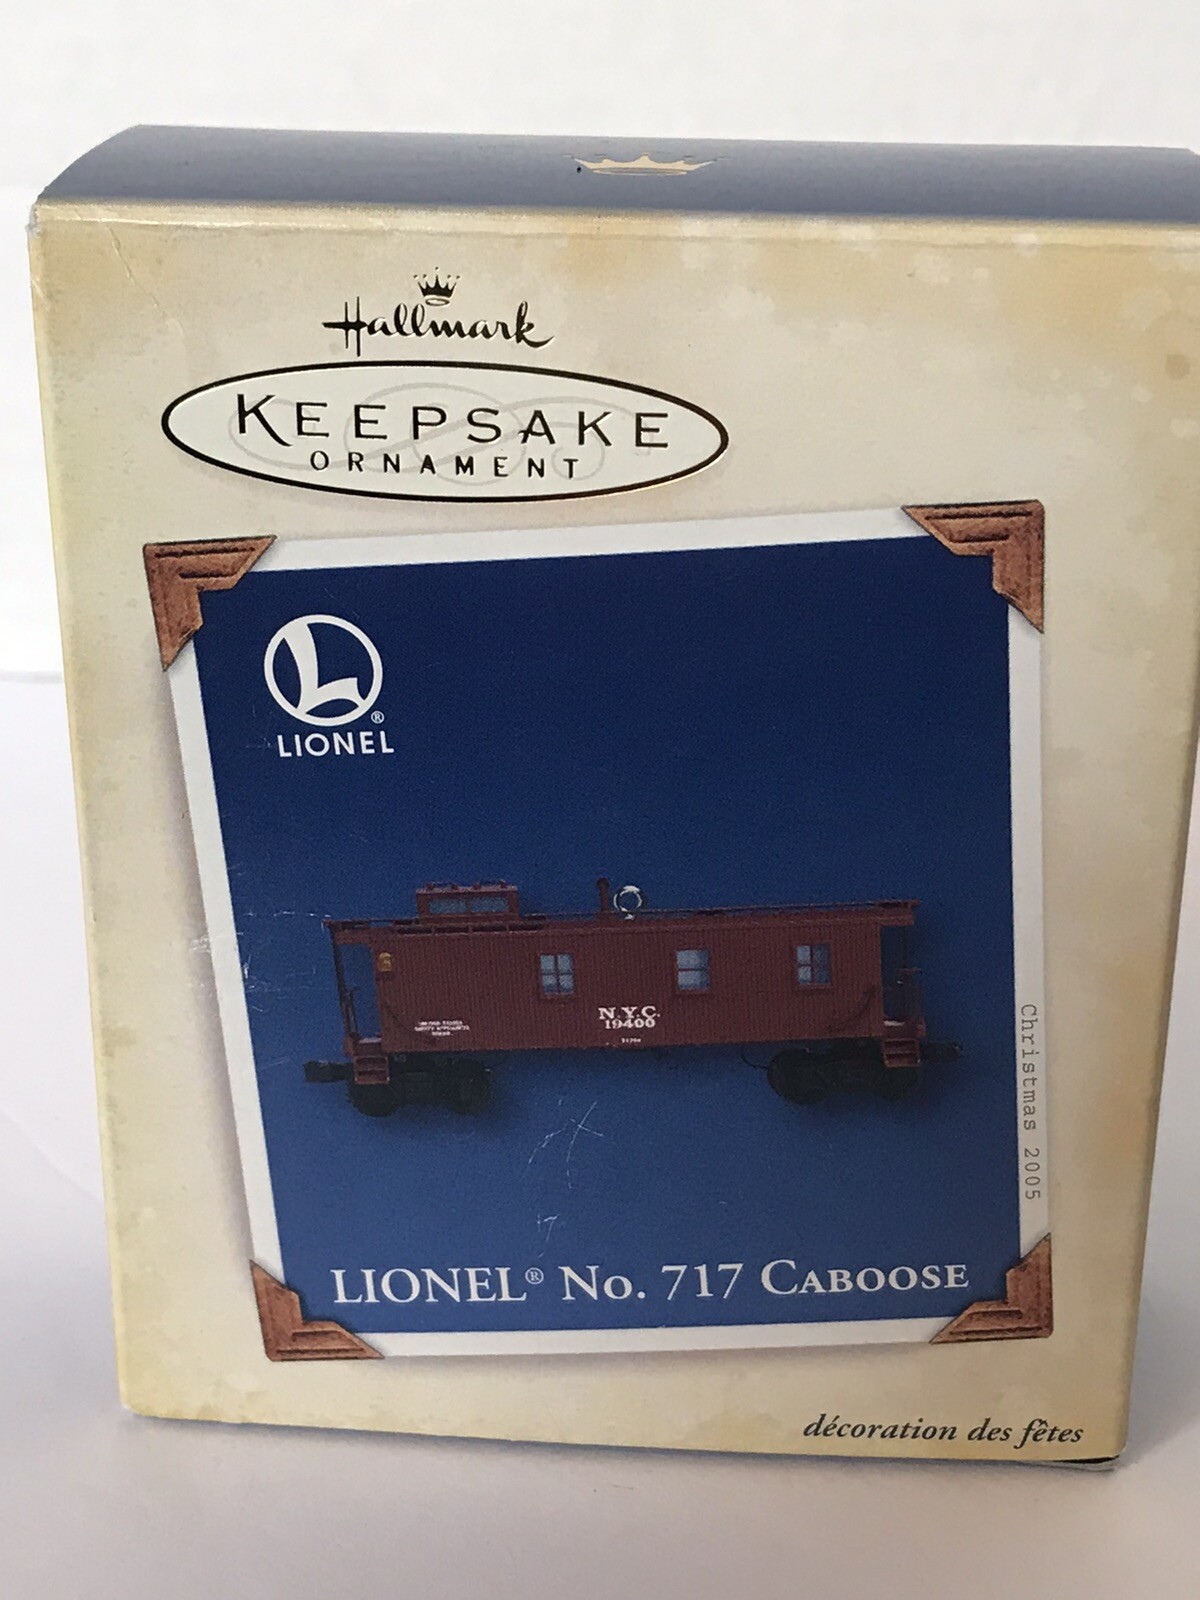 Hallmark
KEEPSAKE
ORNAMENT
L
®
LIONEL
N.Y.C.
19400
Christmas 2005
LIONEL® No. 717 CABOOSE
décoration des fêtes